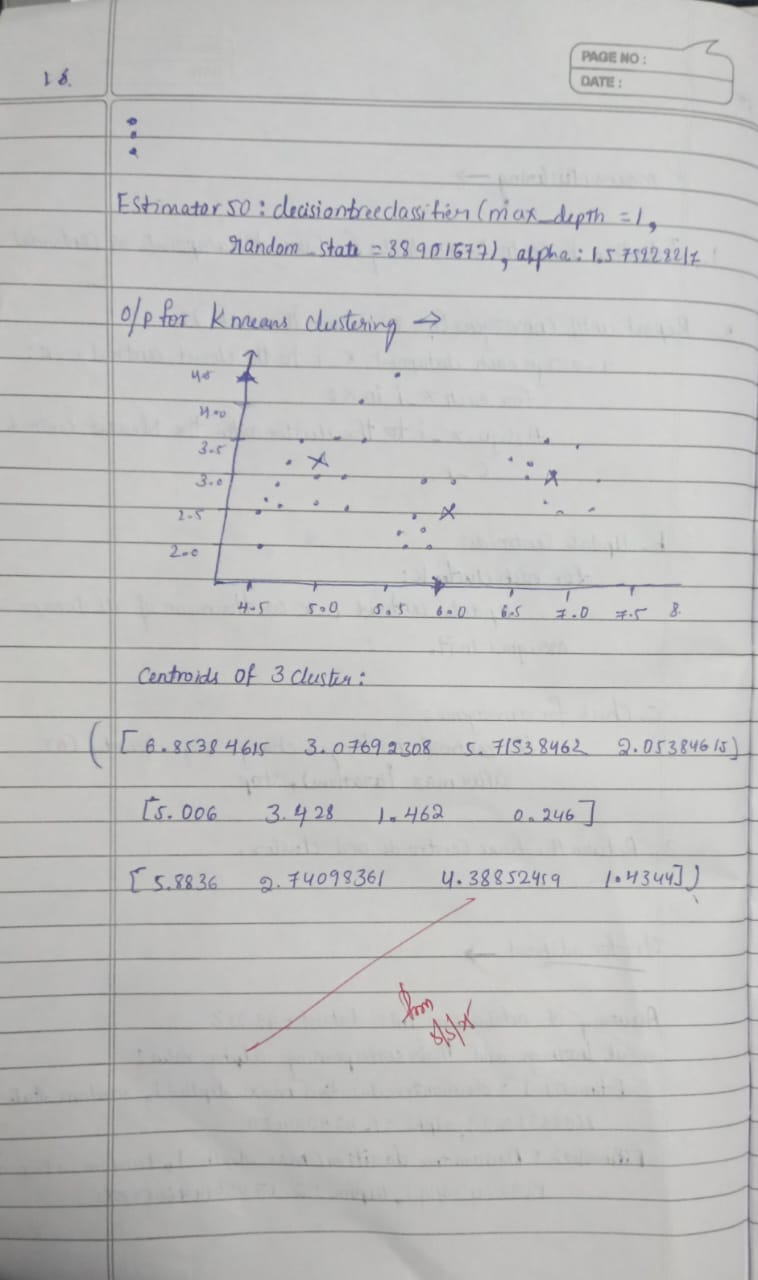 18.
PAGE NO :
DATE :
Estimator 50 : decisiontreeclassifier (max_depth = 1,
random_state = 38901577), alpha : 1.575922217
O/p for K means clustering →
4.5
4.0
3.5
3.0
2.5
2.0
4.5 5.0 5.5 6.0 6.5 7.0 7.5 8.
Centroids of 3 cluster :
([6.85384615 3.07692308 5.71538462 2.05384615]
[5.006 3.428 1.462 0.246]
[5.8836 2.74098361 4.38852459 1.4344])